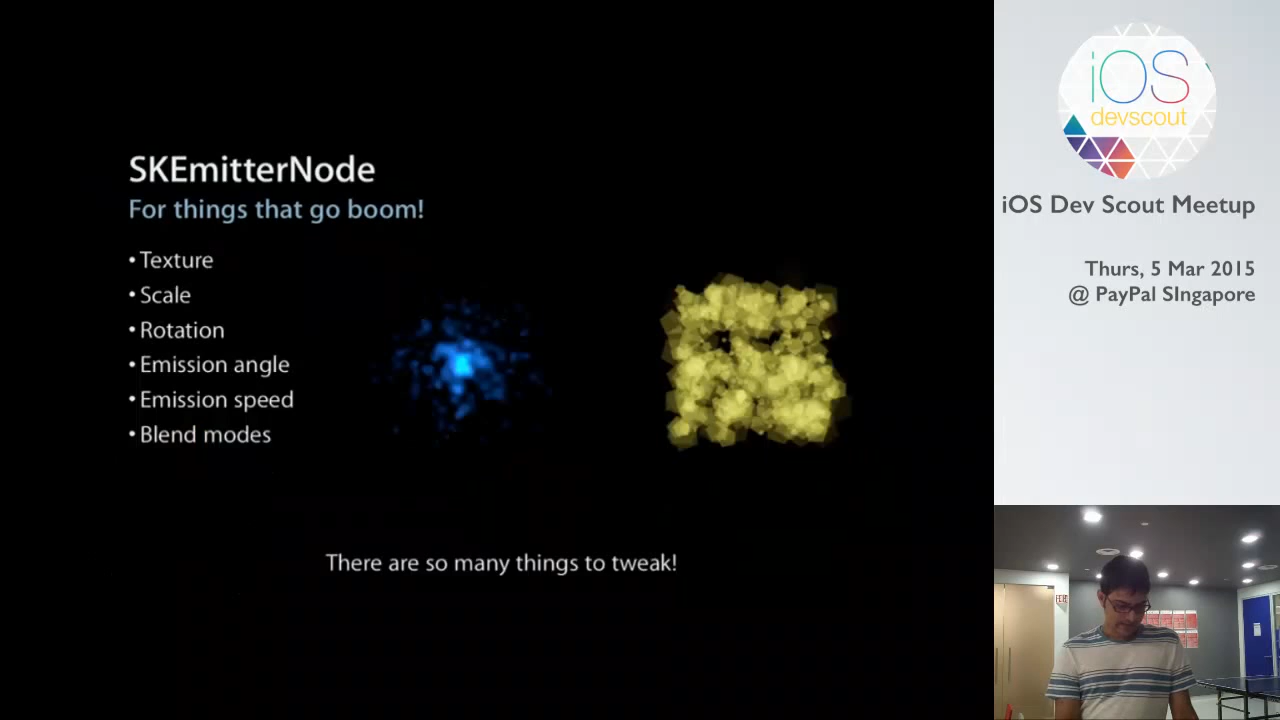 SKEmitterNode
For things that go boom!
• Texture
• Scale
• Rotation
• Emission angle
• Emission speed
• Blend modes
There are so many things to tweak!
iOS
devscout
iOS Dev Scout Meetup
Thurs, 5 Mar 2015
@ PayPal SIngapore